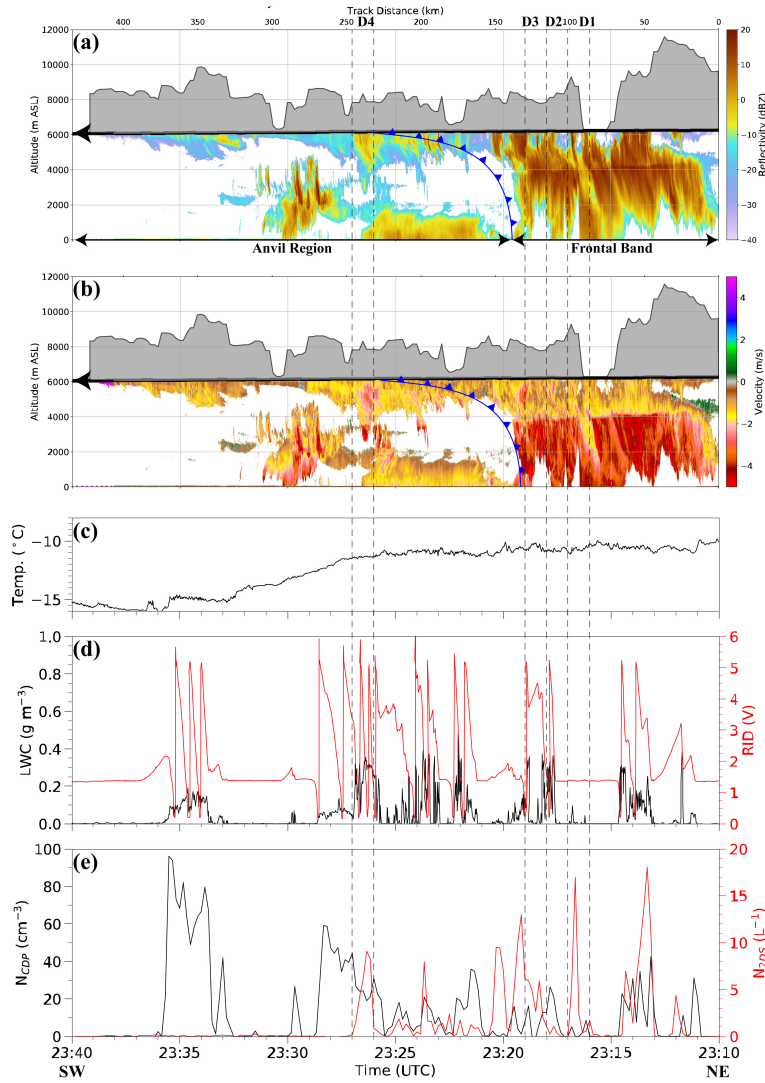 Track Distance (km)
400 350 300 250 D4 200 150 D3 D2 100 D1 50 0
(a)
12000
10000
8000
6000
4000
2000
0
Altitude (m ASL)
20
10
0
−10
−20
−30
−40
Reflectivity (dBZ)
Anvil Region
Frontal Band
(b)
12000
10000
8000
6000
4000
2000
0
Altitude (m ASL)
4
2
0
−2
−4
Velocity (m/s)
(c)
−10
−15
Temp. (°C)
(d)
1.0
0.8
0.6
0.4
0.2
0.0
LWC (g m−3)
6
5
4
3
2
1
0
RID (V)
(e)
100
80
60
40
20
0
NCDP (cm−3)
20
15
10
5
0
N2DS (L−1)
23:40 23:35 23:30 23:25 23:20 23:15 23:10
SW Time (UTC) NE